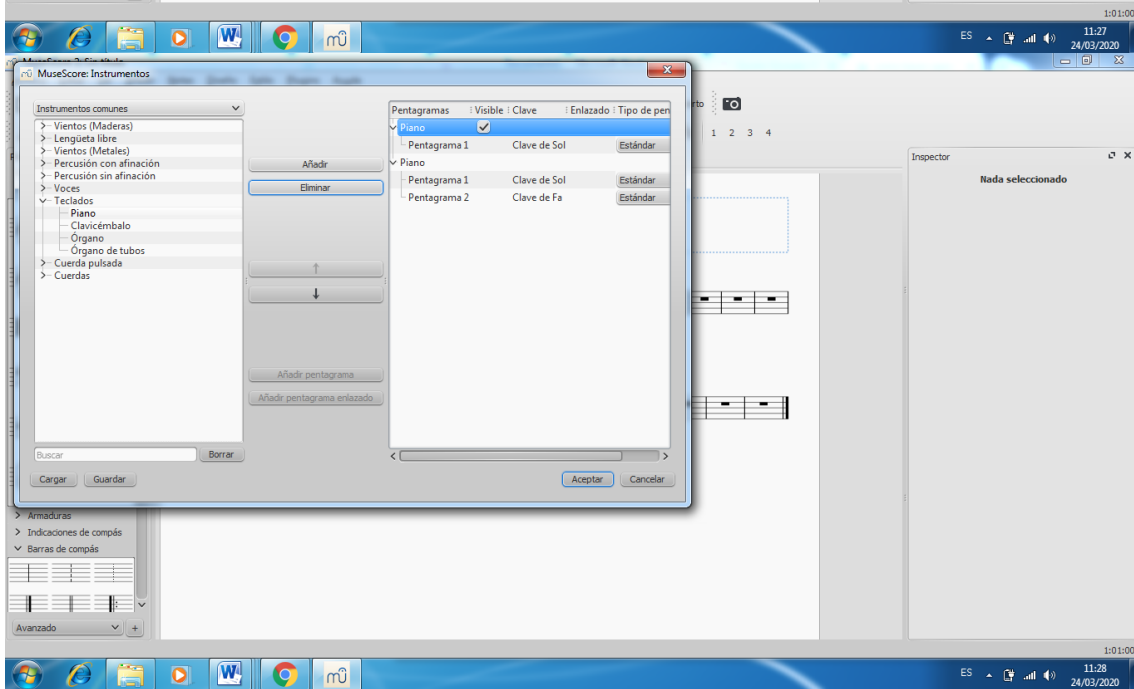 1:01:00
ES 11:27
24/03/2020
MuseScore 3: Sin título
MuseScore: Instrumentos
Instrumentos comunes
Vientos (Maderas)
Lengüeta libre
Vientos (Metales)
Percusión con afinación
Percusión sin afinación
Voces
Teclados
Piano
Clavicémbalo
Órgano
Órgano de tubos
Cuerda pulsada
Cuerdas
Buscar
Borrar
Cargar
Guardar
Añadir
Eliminar
Añadir pentagrama
Añadir pentagrama enlazado
Pentagramas Visible Clave Enlazado Tipo de pen
Piano
Pentagrama 1 Clave de Sol Estándar
Piano
Pentagrama 1 Clave de Sol Estándar
Pentagrama 2 Clave de Fa Estándar
Aceptar
Cancelar
rto
1 2 3 4
Inspector
Nada seleccionado
Armaduras
Indicaciones de compás
Barras de compás
Avanzado
+
1:01:00
ES 11:28
24/03/2020